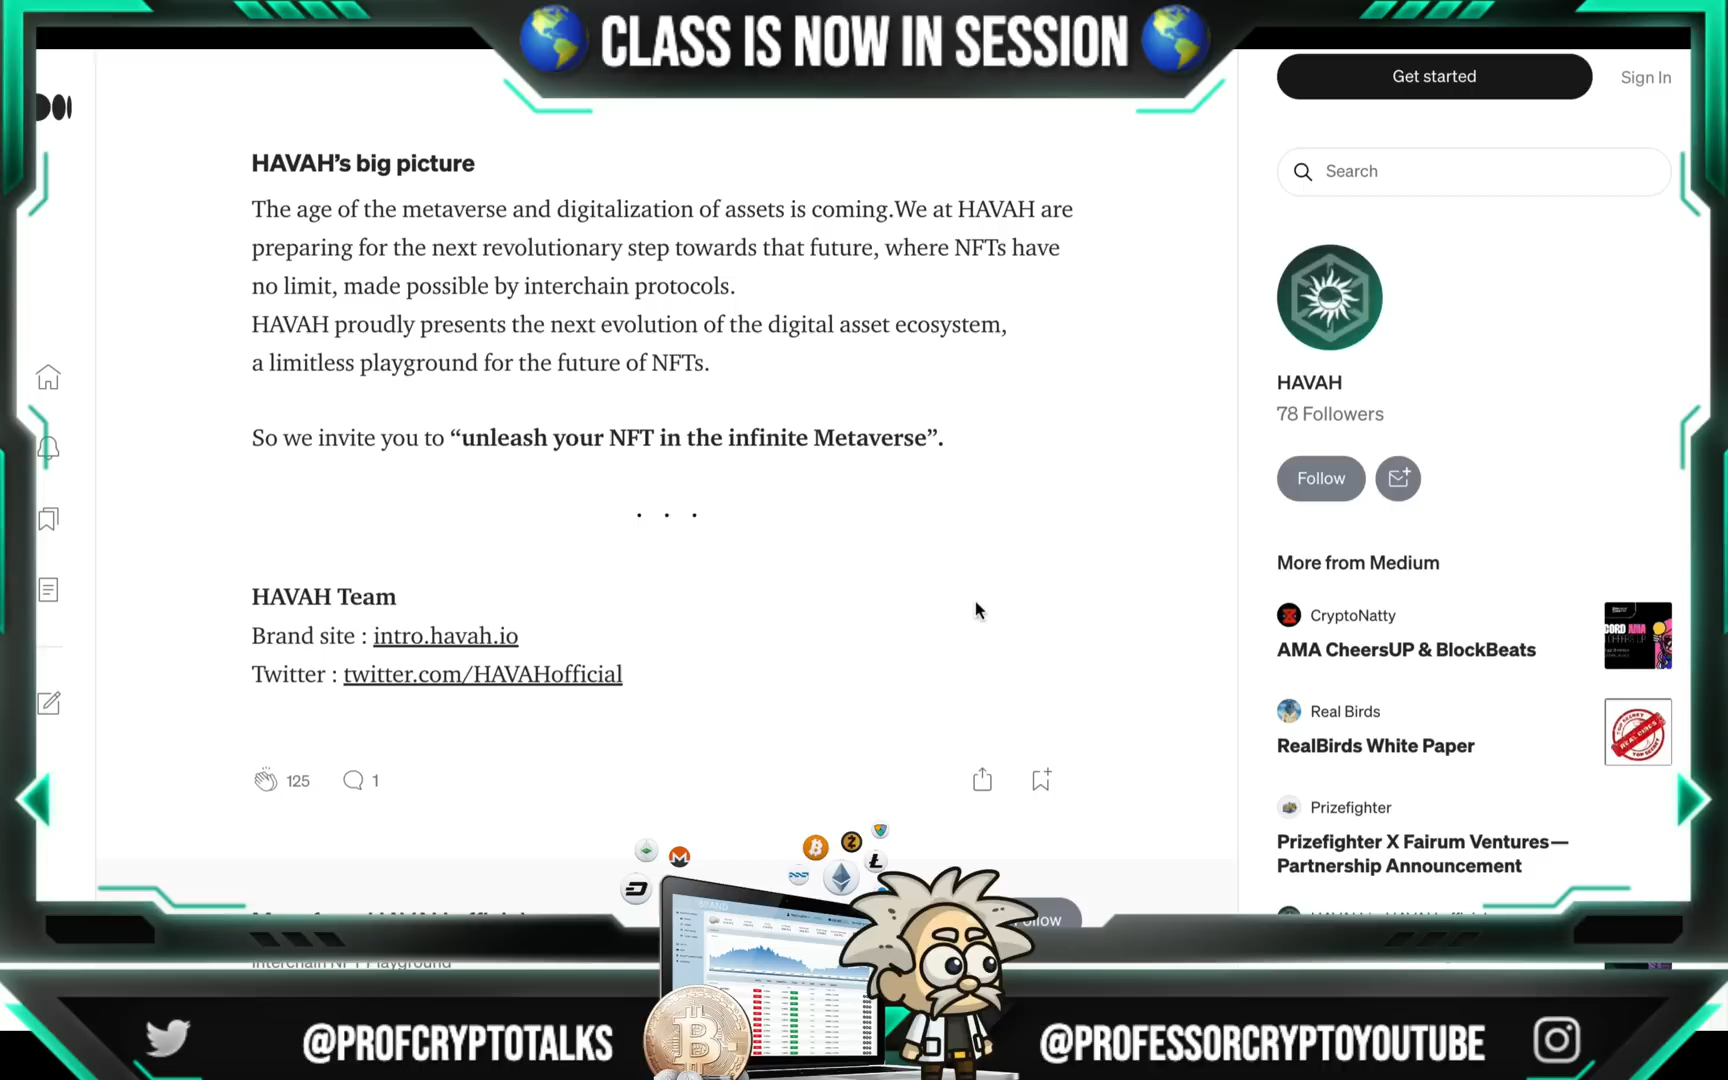 CLASS IS NOW IN SESSION
Get started
Sign In
Search
HAVAH's big picture
The age of the metaverse and digitalization of assets is coming.We at HAVAH are
preparing for the next revolutionary step towards that future, where NFTs have
no limit, made possible by interchain protocols.
HAVAH proudly presents the next evolution of the digital asset ecosystem,
a limitless playground for the future of NFTs.
So we invite you to “unleash your NFT in the infinite Metaverse”.
. . .
HAVAH Team
Brand site : intro.havah.io
Twitter : twitter.com/HAVAHofficial
125
1
HAVAH
78 Followers
Follow
More from Medium
CryptoNatty
AMA CheersUP & BlockBeats
Real Birds
RealBirds White Paper
Prizefighter
Prizefighter X Fairum Ventures—
Partnership Announcement
Interchain NFT Playground
@PROFCRYPTOTALKS
@PROFESSORCRYPTOYOUTUBE